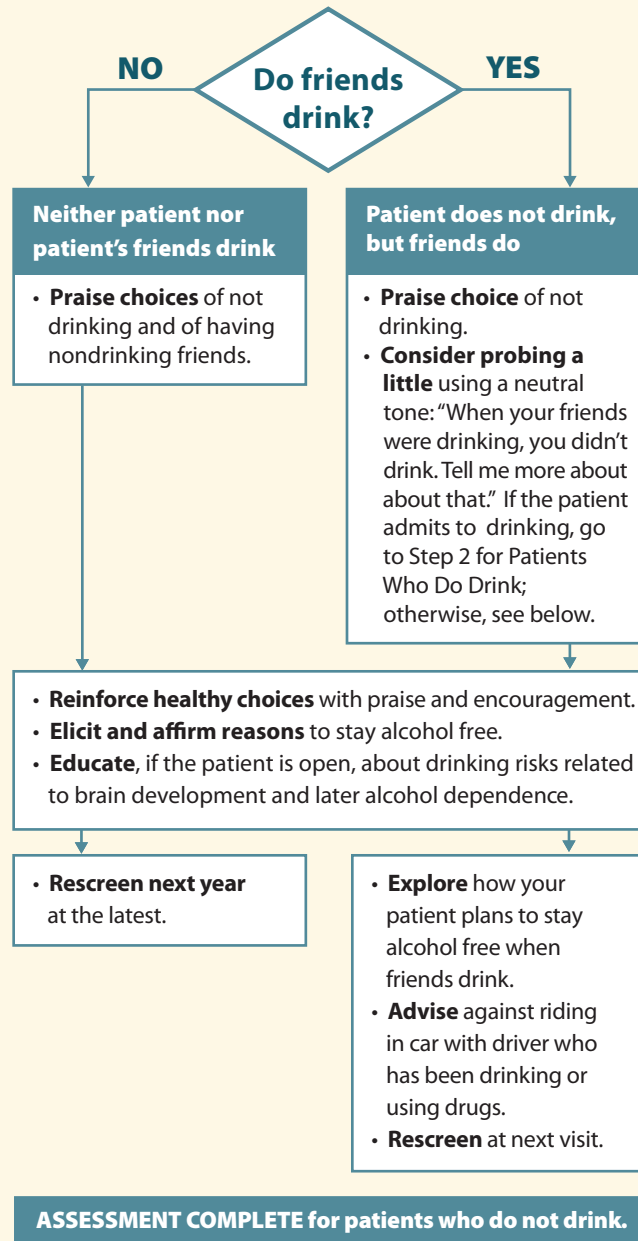 Do friends
drink?
NO
YES
Neither patient nor
patient’s friends drink
• Praise choices of not
drinking and of having
nondrinking friends.
Patient does not drink,
but friends do
• Praise choice of not
drinking.
• Consider probing a
little using a neutral
tone: “When your friends
were drinking, you didn’t
drink. Tell me more about
about that.” If the patient
admits to drinking, go
to Step 2 for Patients
Who Do Drink;
otherwise, see below.
• Reinforce healthy choices with praise and encouragement.
• Elicit and affirm reasons to stay alcohol free.
• Educate, if the patient is open, about drinking risks related
to brain development and later alcohol dependence.
• Rescreen next year
at the latest.
• Explore how your
patient plans to stay
alcohol free when
friends drink.
• Advise against riding
in car with driver who
has been drinking or
using drugs.
• Rescreen at next visit.
ASSESSMENT COMPLETE for patients who do not drink.